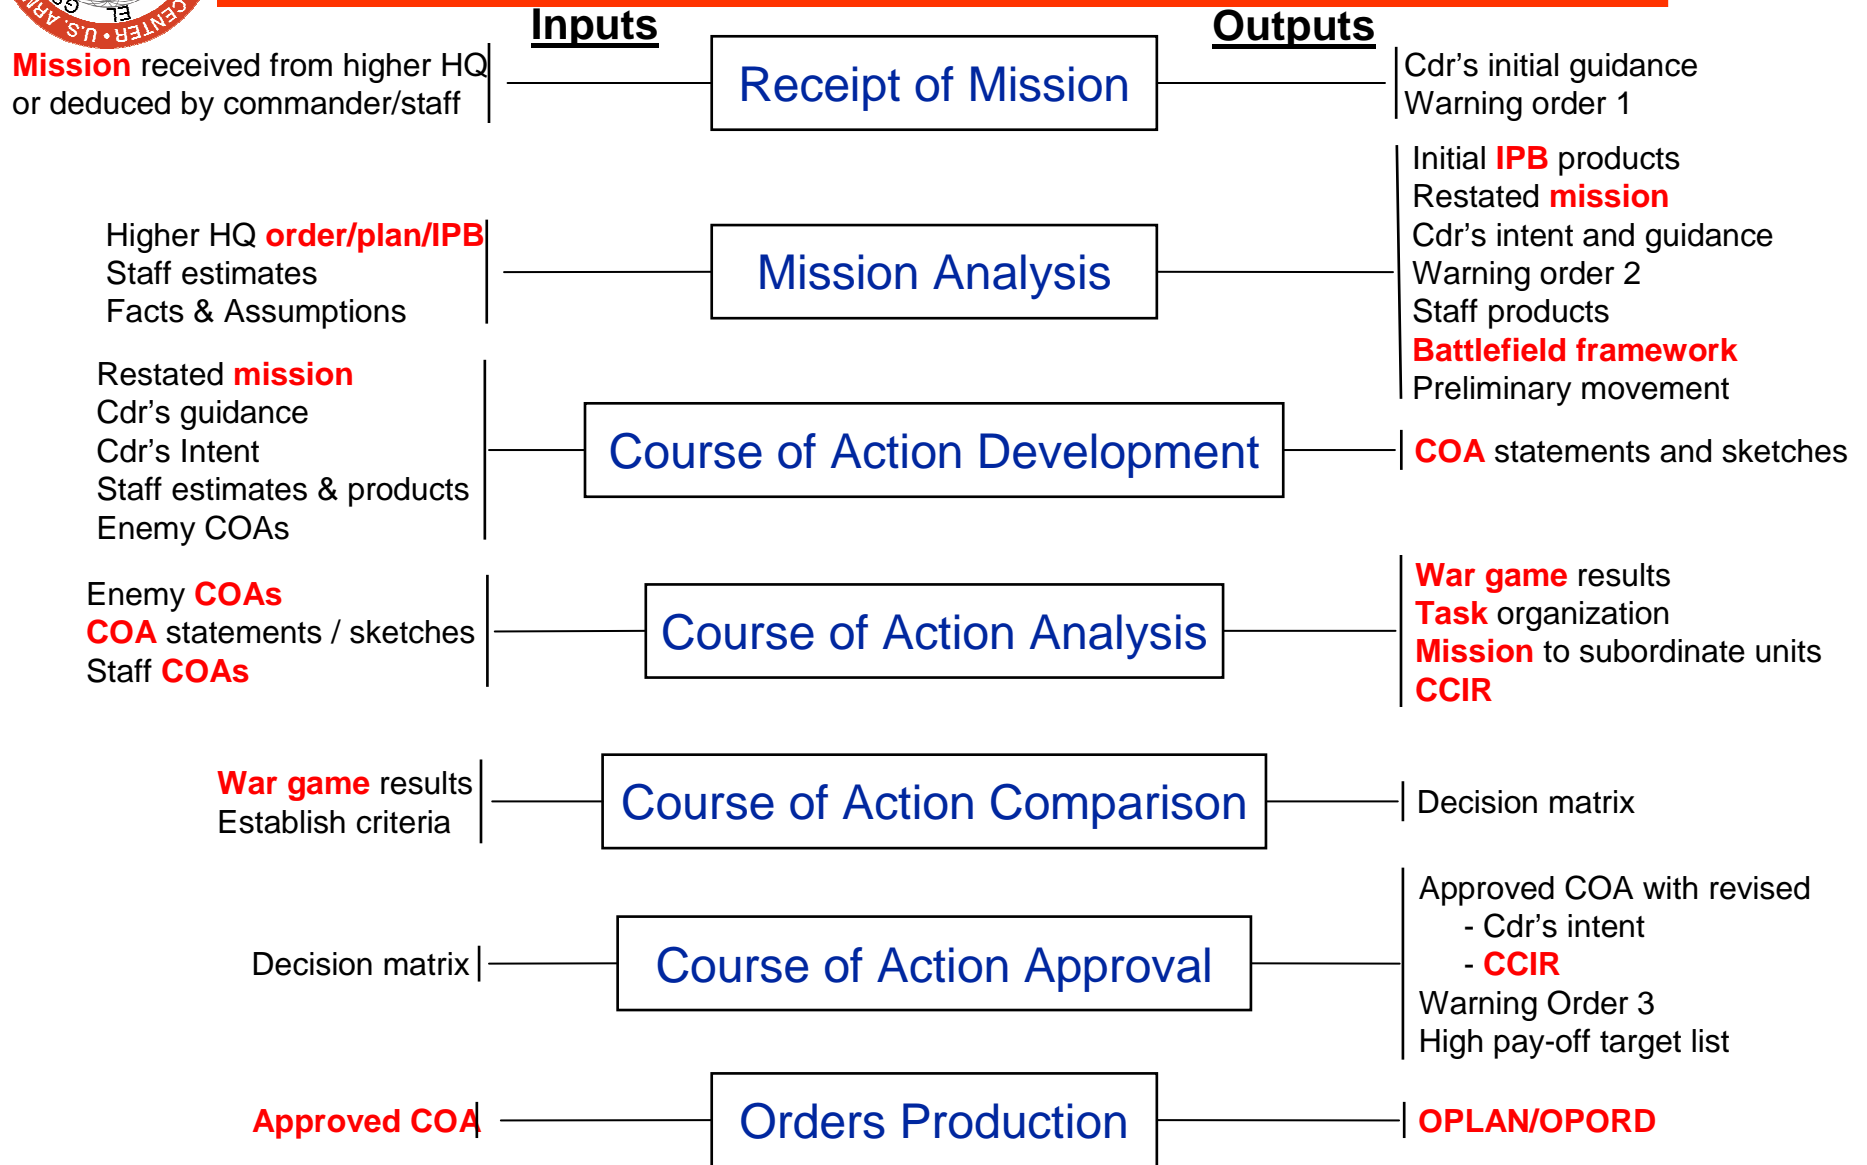 CENTER • U.S. ARMY
EL
Inputs
Outputs
Mission received from higher HQ
or deduced by commander/staff
Receipt of Mission
Cdr's initial guidance
Warning order 1
Higher HQ order/plan/IPB
Staff estimates
Facts & Assumptions
Mission Analysis
Initial IPB products
Restated mission
Cdr's intent and guidance
Warning order 2
Staff products
Battlefield framework
Preliminary movement
Restated mission
Cdr's guidance
Cdr's Intent
Staff estimates & products
Enemy COAs
Course of Action Development
COA statements and sketches
Enemy COAs
COA statements / sketches
Staff COAs
Course of Action Analysis
War game results
Task organization
Mission to subordinate units
CCIR
War game results
Establish criteria
Course of Action Comparison
Decision matrix
Decision matrix
Course of Action Approval
Approved COA with revised
- Cdr's intent
- CCIR
Warning Order 3
High pay-off target list
Approved COA
Orders Production
OPLAN/OPORD